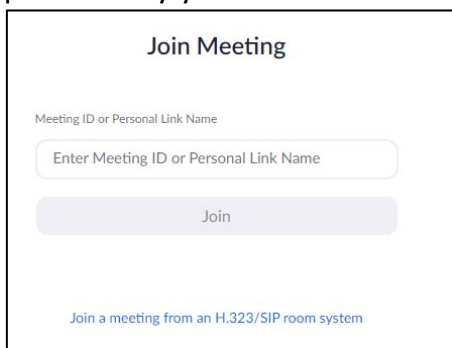 Join Meeting
Meeting ID or Personal Link Name
Enter Meeting ID or Personal Link Name
Join
Join a meeting from an H.323/SIP room system